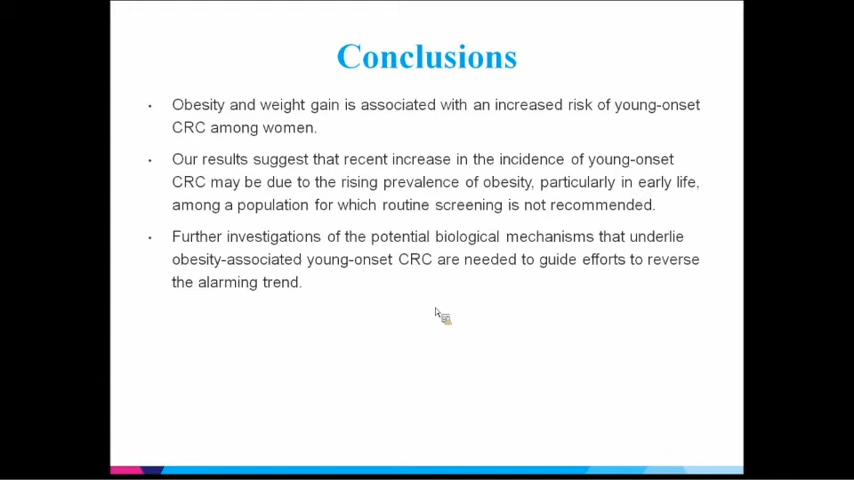 Conclusions
• Obesity and weight gain is associated with an increased risk of young-onset
CRC among women.
• Our results suggest that recent increase in the incidence of young-onset
CRC may be due to the rising prevalence of obesity, particularly in early life,
among a population for which routine screening is not recommended.
• Further investigations of the potential biological mechanisms that underlie
obesity-associated young-onset CRC are needed to guide efforts to reverse
the alarming trend.